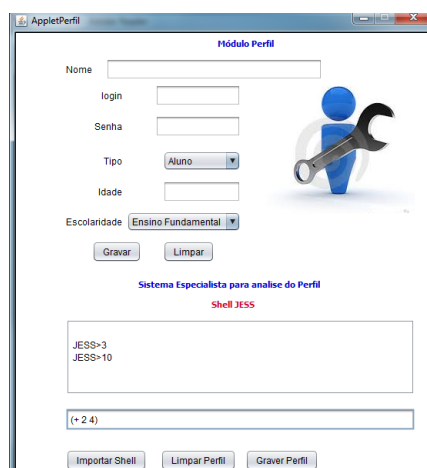 AppletPerfil
Módulo Perfil
Nome
login
Senha
Tipo Aluno
Idade
Escolaridade Ensino Fundamental
Gravar Limpar
Sistema Especialista para analise do Perfil
Shell JESS
JESS>3
JESS>10
(+ 2 4)
Importar Shell Limpar Perfil Graver Perfil